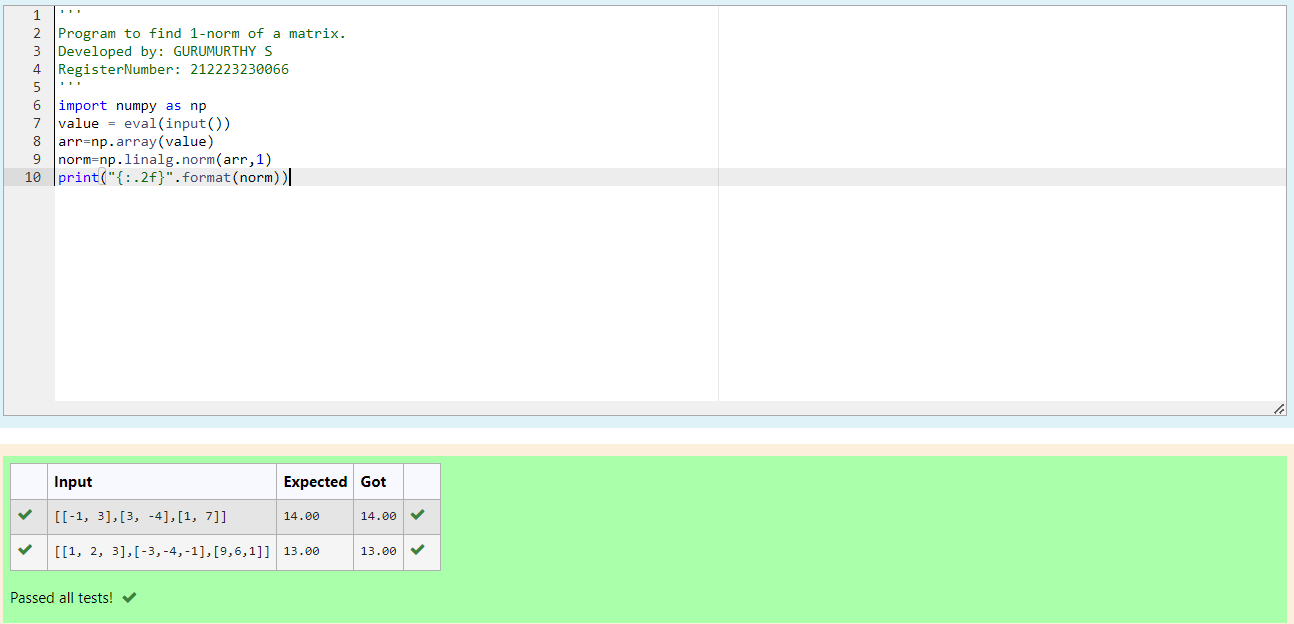 1 '''
2 Program to find 1-norm of a matrix.
3 Developed by: GURUMURTHY S
4 RegisterNumber: 212223230066
5 '''
6 import numpy as np
7 value = eval(input())
8 arr=np.array(value)
9 norm=np.linalg.norm(arr,1)
10 print("{:.2f}".format(norm))
Input Expected Got
[[-1, 3],[3, -4],[1, 7]] 14.00 14.00
[[1, 2, 3],[-3,-4,-1],[9,6,1]] 13.00 13.00
Passed all tests!